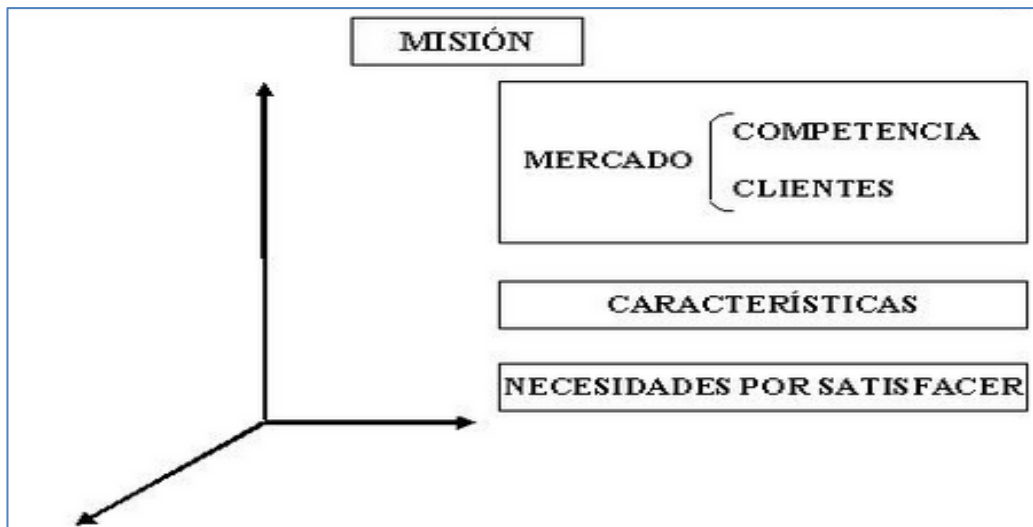 MISIÓN
COMPETENCIA
MERCADO
CLIENTES
CARACTERÍSTICAS
NECESIDADES POR SATISFACER